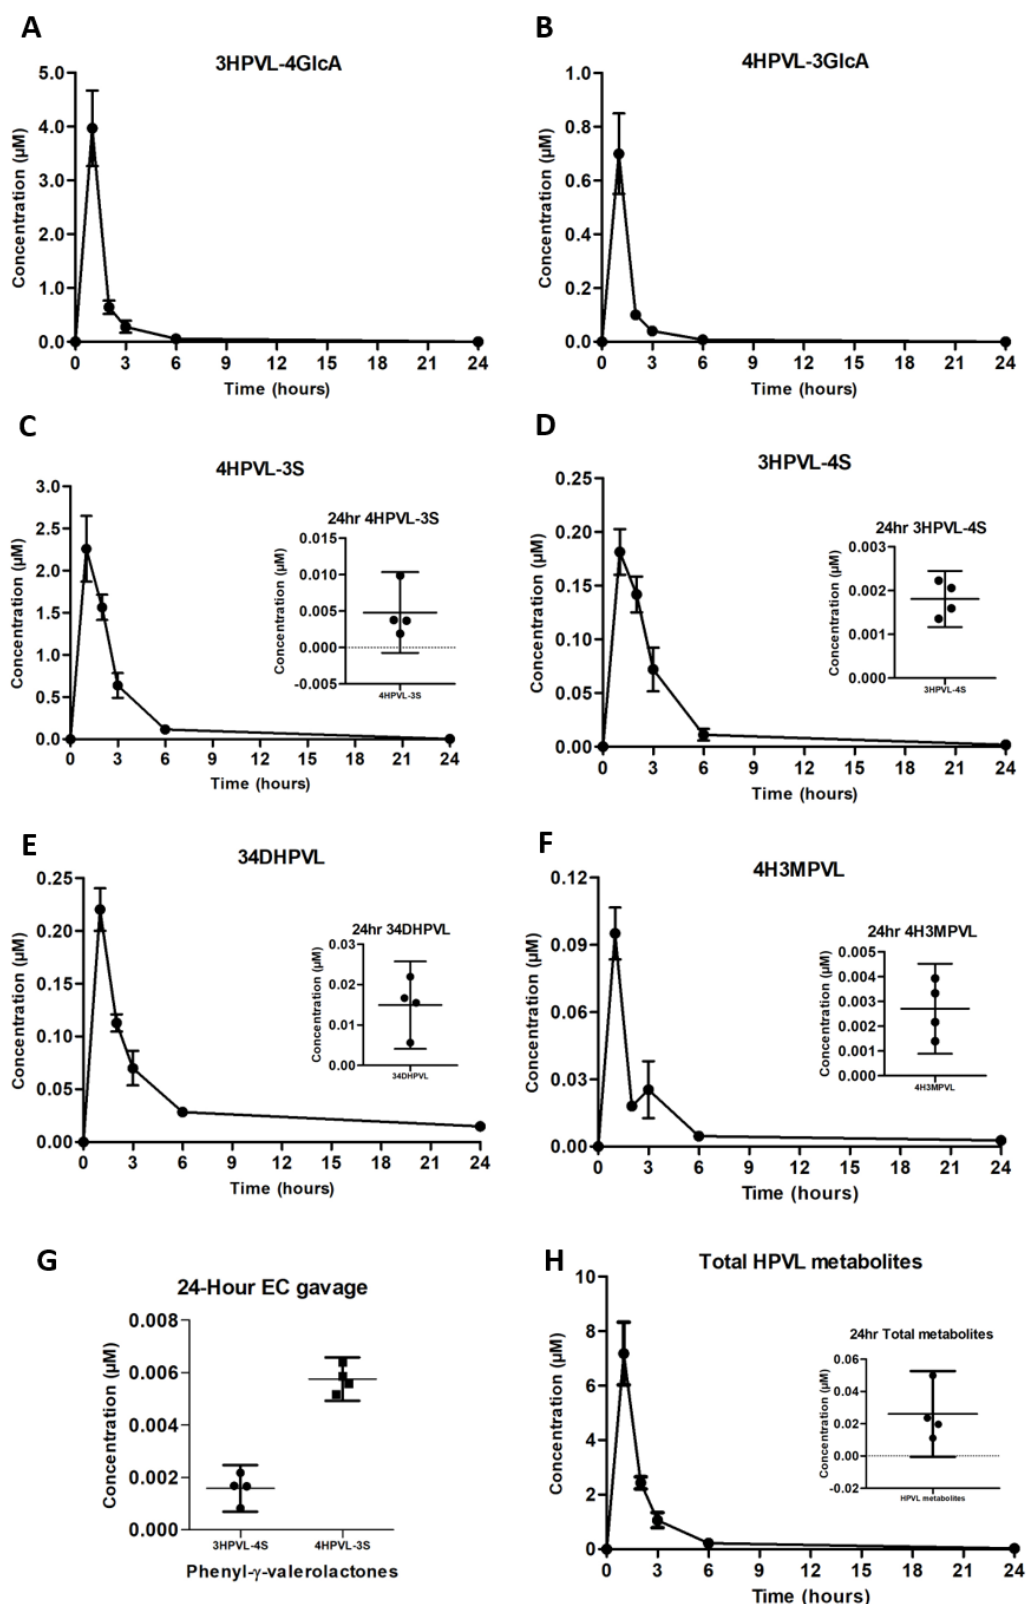 A
3HPVL-4GlcA
Concentration (µM)
5.0
4.0
3.0
2.0
1.0
0.0
0 3 6 9 12 15 18 21 24
Time (hours)
B
4HPVL-3GlcA
Concentration (µM)
1.0
0.8
0.6
0.4
0.2
0.0
0 3 6 9 12 15 18 21 24
Time (hours)
C
4HPVL-3S
Concentration (µM)
3.0
2.5
2.0
1.5
1.0
0.5
0.0
0 3 6 9 12 15 18 21 24
Time (hours)
24hr 4HPVL-3S
Concentration (µM)
0.015
0.010
0.005
0.000
-0.005
4HPVL-3S
D
3HPVL-4S
Concentration (µM)
0.25
0.20
0.15
0.10
0.05
0.00
0 3 6 9 12 15 18 21 24
Time (hours)
24hr 3HPVL-4S
Concentration (µM)
0.003
0.002
0.001
0.000
3HPVL-4S
E
34DHPVL
Concentration (µM)
0.25
0.20
0.15
0.10
0.05
0.00
0 3 6 9 12 15 18 21 24
Time (hours)
24hr 34DHPVL
Concentration (µM)
0.03
0.02
0.01
0.00
34DHPVL
F
4H3MPVL
Concentration (µM)
0.12
0.09
0.06
0.03
0.00
0 3 6 9 12 15 18 21 24
Time (hours)
24hr 4H3MPVL
Concentration (µM)
0.005
0.004
0.003
0.002
0.001
0.000
4H3MPVL
G
24-Hour EC gavage
Concentration (µM)
0.008
0.006
0.004
0.002
0.000
3HPVL-4S 4HPVL-3S
Phenyl-γ-valerolactones
H
Total HPVL metabolites
Concentration (µM)
10
8
6
4
2
0
0 3 6 9 12 15 18 21 24
Time (hours)
24hr Total metabolites
Concentration (µM)
0.06
0.04
0.02
0.00
-0.02
HPVL metabolites